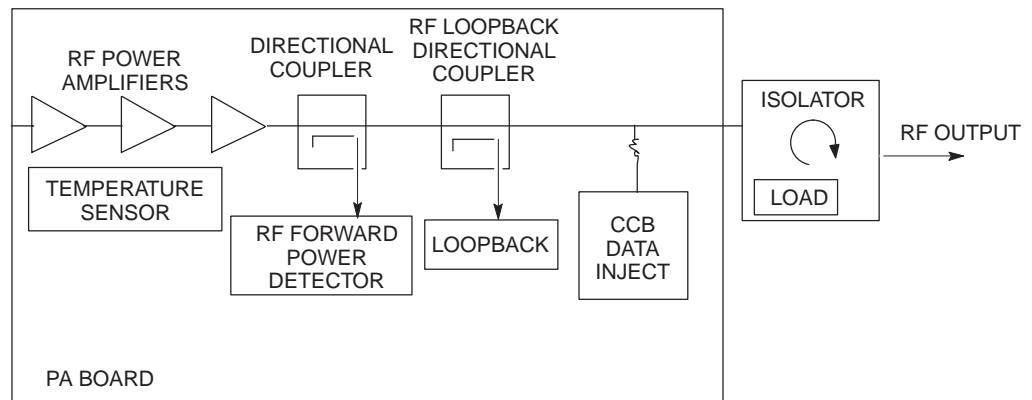 RF POWER
AMPLIFIERS
DIRECTIONAL
COUPLER
RF LOOPBACK
DIRECTIONAL
COUPLER
ISOLATOR
LOAD
RF OUTPUT
TEMPERATURE
SENSOR
RF FORWARD
POWER
DETECTOR
LOOPBACK
CCB
DATA
INJECT
PA BOARD